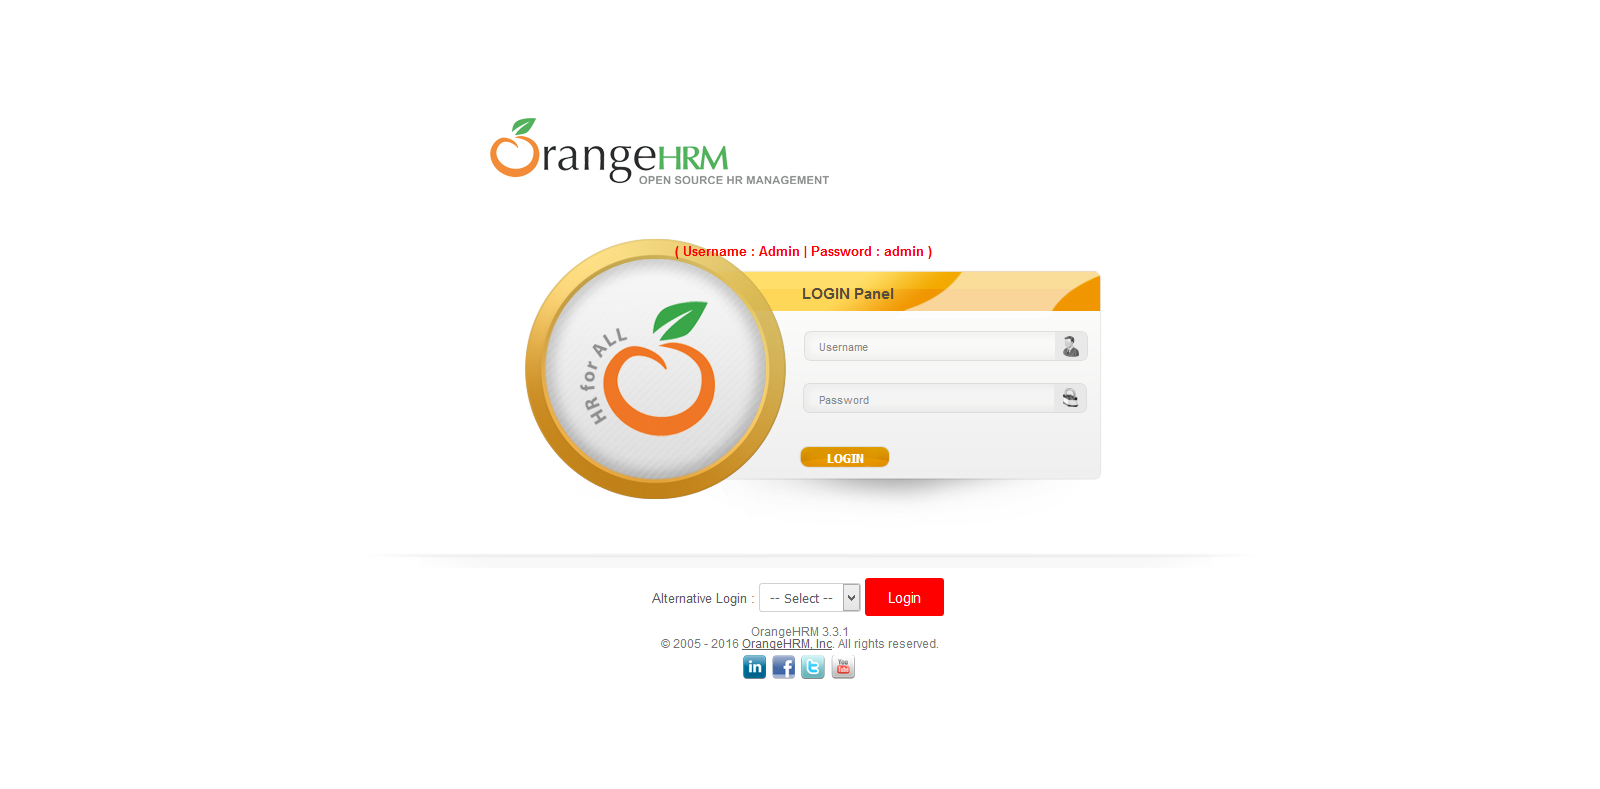 OrangeHRM
OPEN SOURCE HR MANAGEMENT
( Username : Admin | Password : admin )
LOGIN Panel
HR for ALL
Username
Password
LOGIN
Alternative Login : -- Select -- Login
OrangeHRM 3.3.1
© 2005 - 2016 OrangeHRM, Inc. All rights reserved.
in f t You Tube